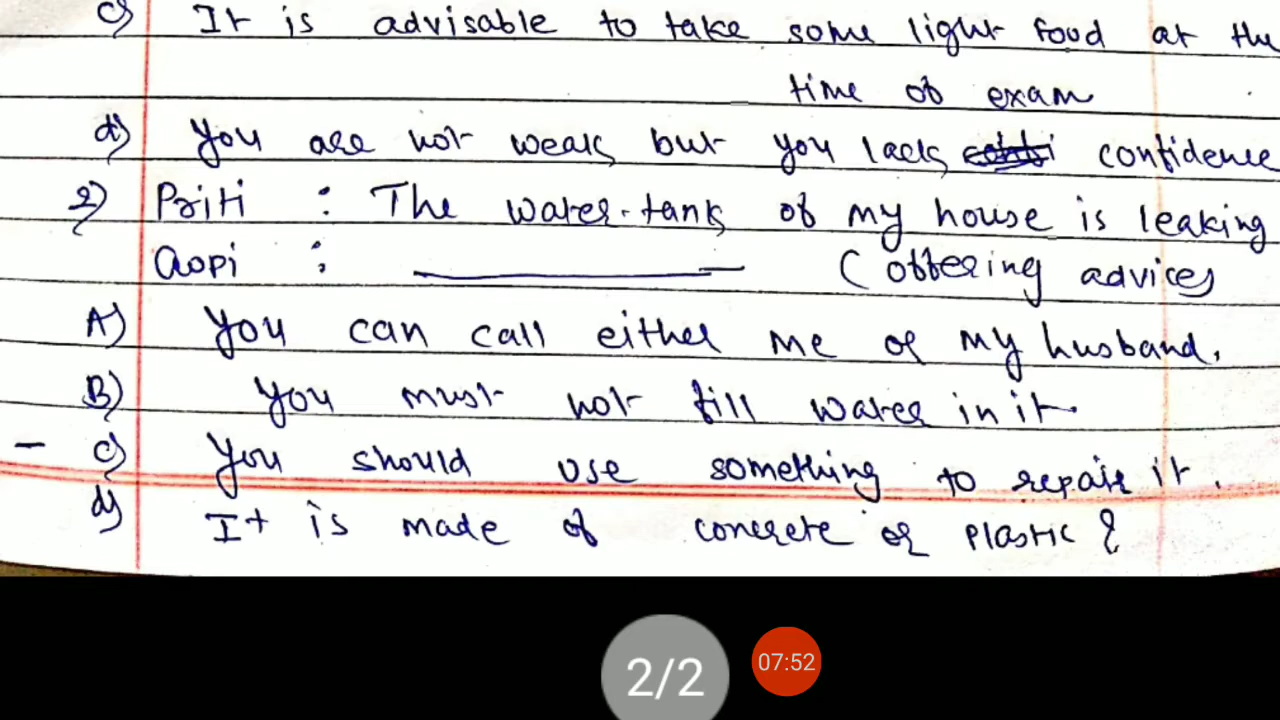 c) It is advisable to take some light food at the
time of exam
d) You are not weak but you lack confidence
2) Priti : The water-tank of my house is leaking
Gopi : ________ (offering advices
A) You can call either me or my husband.
B) You must not fill water in it.
- c) You should use something to repair it.
d) It is made of concrete or plastic ?
2/2
07:52